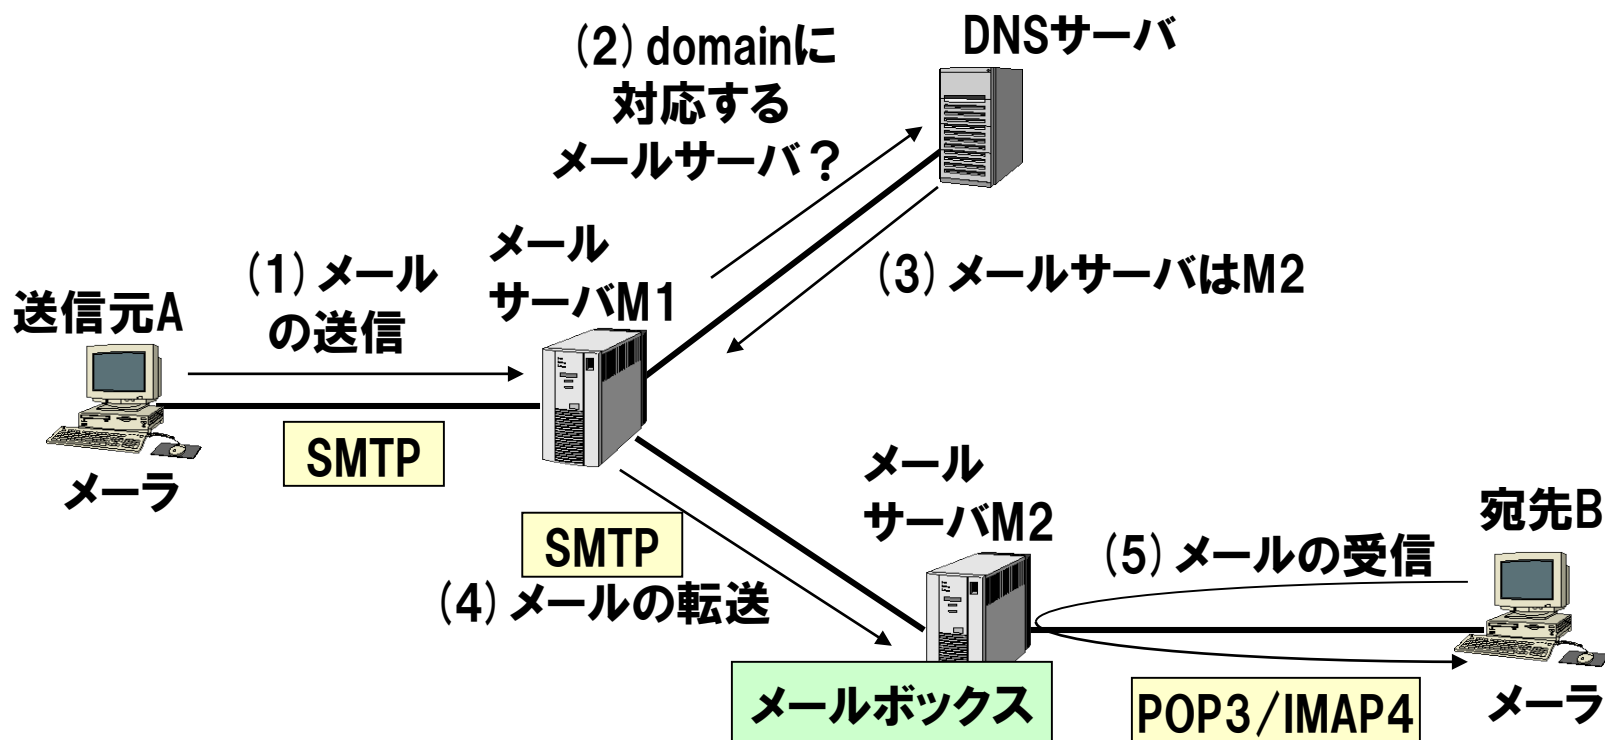 (2)domainに
対応する
メールサーバ？
DNSサーバ
メール
サーバM1
(1)メール
の送信
(3)メールサーバはM2
送信元A
SMTP
メーラ
SMTP
(4)メールの転送
メール
サーバM2
(5)メールの受信
宛先B
メールボックス
POP3/IMAP4
メーラ